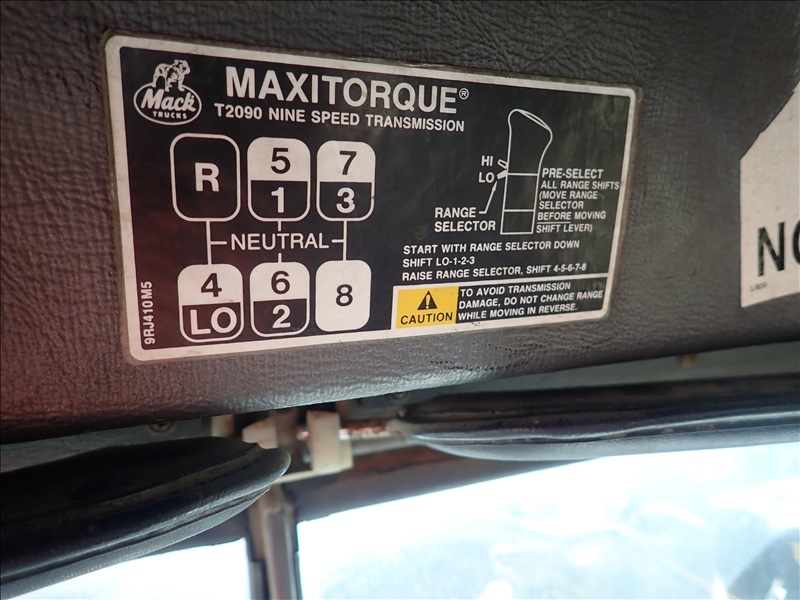 Mack
TRUCKS
MAXITORQUE®
T2090 NINE SPEED TRANSMISSION
R
5
1
7
3
NEUTRAL
4
LO
6
2
8
HI
LO
RANGE
SELECTOR
PRE-SELECT
ALL RANGE SHIFTS
(MOVE RANGE
SELECTOR
BEFORE MOVING
SHIFT LEVER)
START WITH RANGE SELECTOR DOWN
SHIFT LO-1-2-3
RAISE RANGE SELECTOR, SHIFT 4-5-6-7-8
CAUTION
TO AVOID TRANSMISSION
DAMAGE, DO NOT CHANGE RANGE
WHILE MOVING IN REVERSE.
9RJ410M5